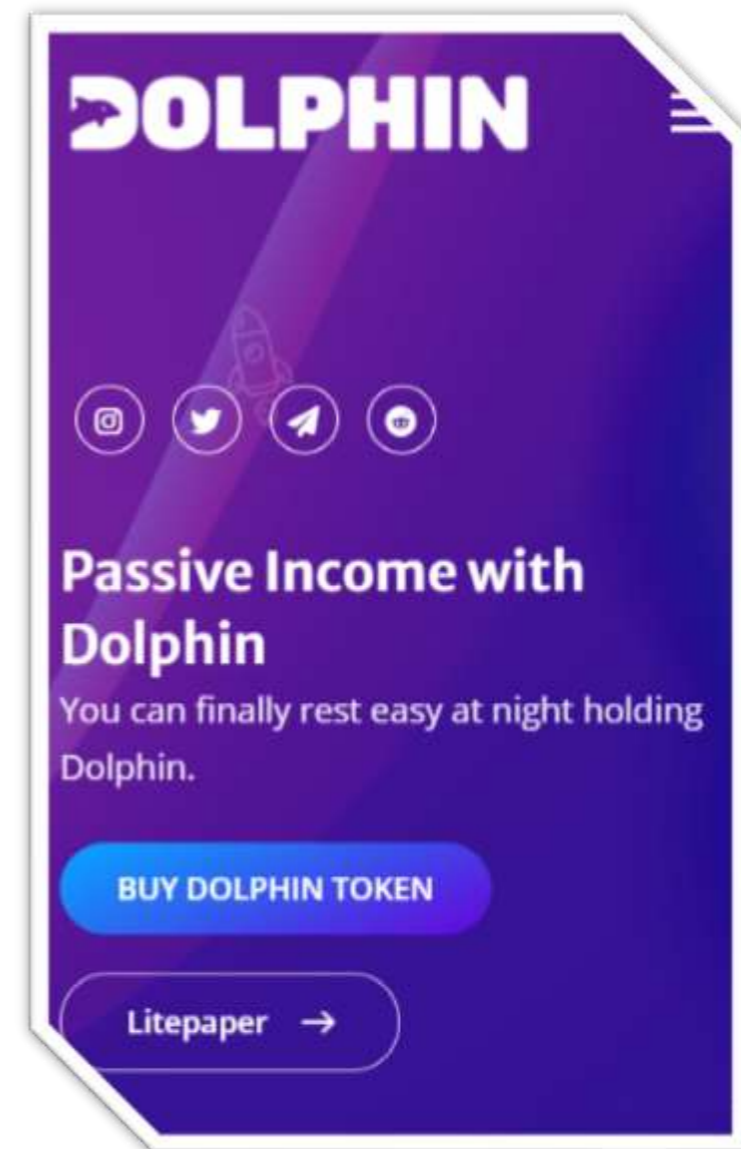 DOLPHIN
Passive Income with
Dolphin
You can finally rest easy at night holding
Dolphin.
BUY DOLPHIN TOKEN
Litepaper →